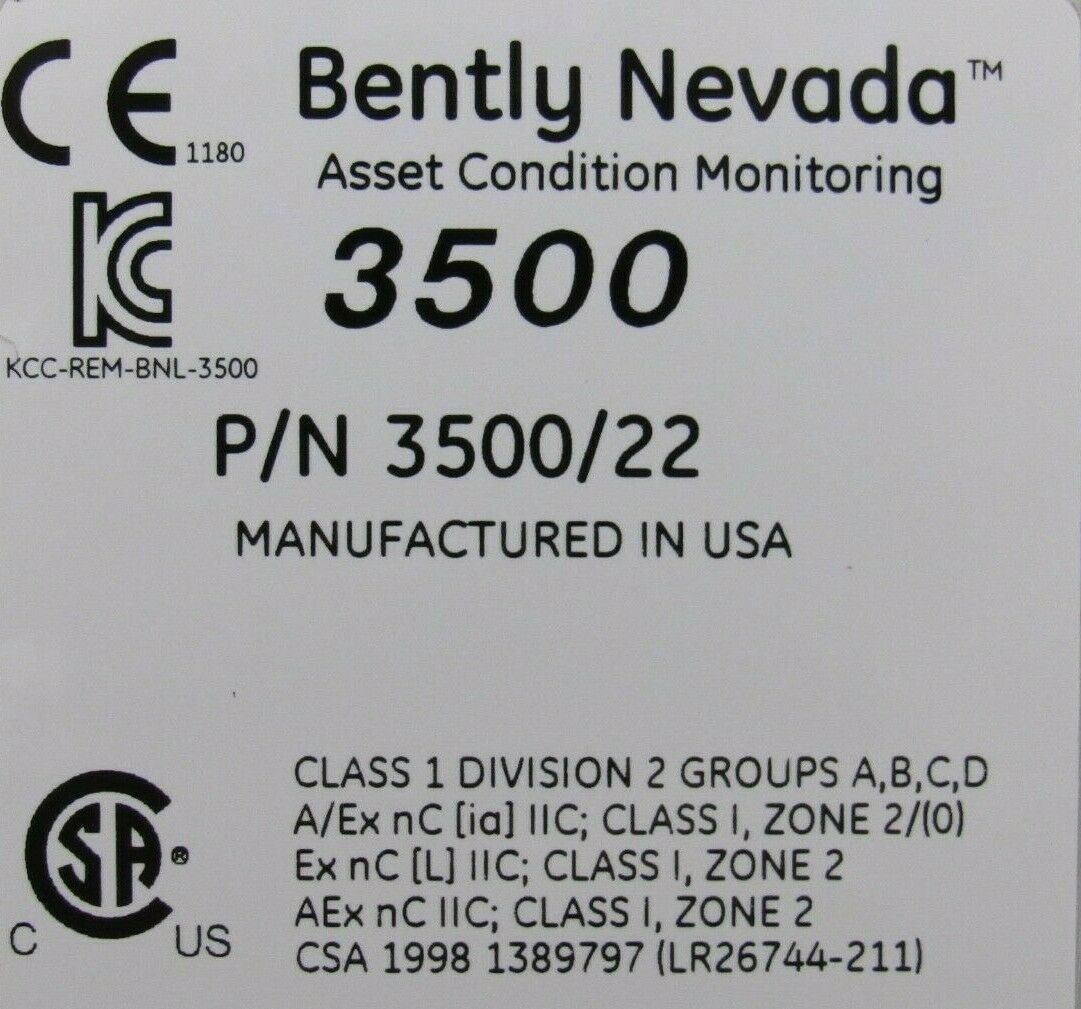 CE 1180
Bently Nevada™
Asset Condition Monitoring
KC
3500
KCC-REM-BNL-3500
P/N 3500/22
MANUFACTURED IN USA
CSA®
C US
CLASS 1 DIVISION 2 GROUPS A,B,C,D
A/Ex nC [ia] IIC; CLASS I, ZONE 2/(0)
Ex nC [L] IIC; CLASS I, ZONE 2
AEx nC IIC; CLASS I, ZONE 2
CSA 1998 1389797 (LR26744-211)